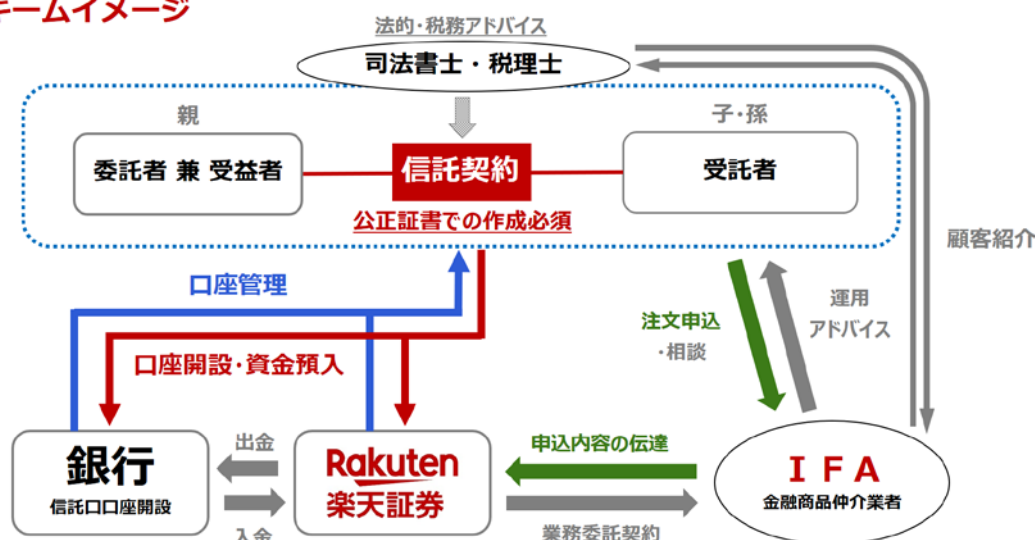 キームイメージ
法的・税務アドバイス
司法書士・税理士
親
子・孫
委託者 兼 受益者
信託契約
受託者
公正証書での作成必須
顧客紹介
口座管理
運用
アドバイス
注文申込
・相談
口座開設・資金預入
銀行
信託口口座開設
出金
入金
Rakuten
楽天証券
申込内容の伝達
業務委託契約
IFA
金融商品仲介業者